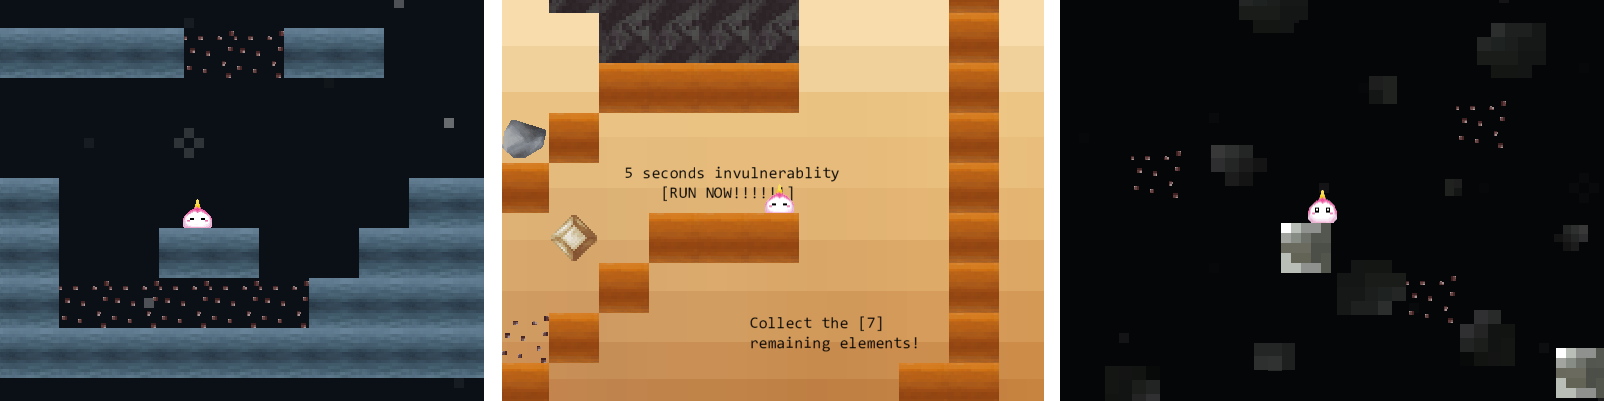 5 seconds invulnerablity
[RUN NOW!!!!!!]
Collect the [7]
remaining elements!